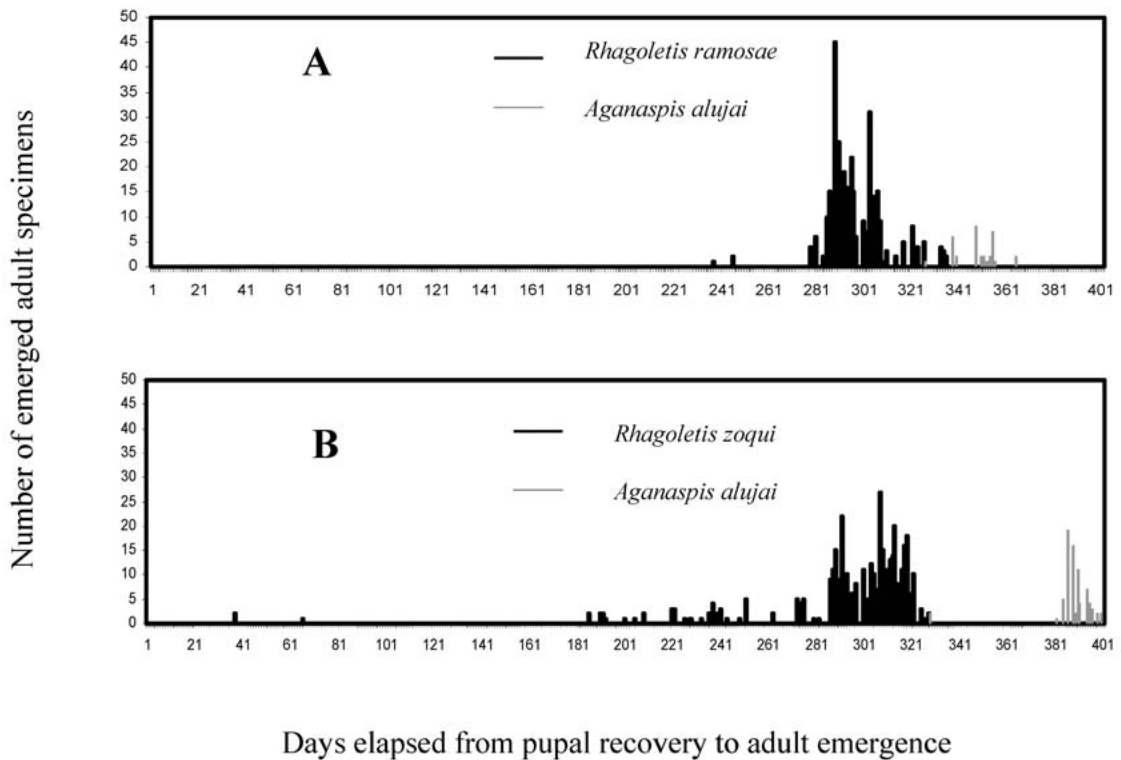 Number of emerged adult specimens
50
45
40
35
30
25
20
15
10
5
0
A
Rhagoletis ramosae
Aganaspis alujai
1 21 41 61 81 101 121 141 161 181 201 221 241 261 281 301 321 341 361 381 401
50
45
40
35
30
25
20
15
10
5
0
B
Rhagoletis zoqui
Aganaspis alujai
1 21 41 61 81 101 121 141 161 181 201 221 241 261 281 301 321 341 361 381 401
Days elapsed from pupal recovery to adult emergence